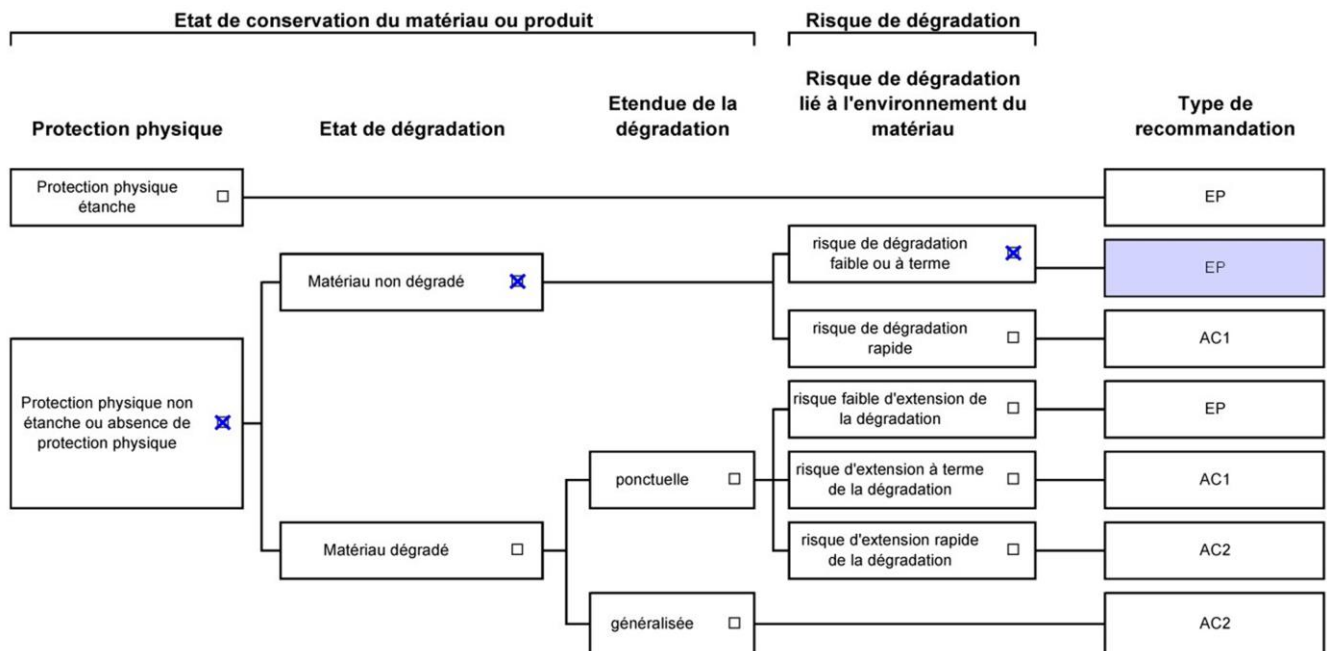 Etat de conservation du matériau ou produit
Risque de dégradation
Protection physique
Etat de dégradation
Etendue de la
dégradation
Risque de dégradation
lié à l'environnement du
matériau
Type de
recommandation
Protection physique
étanche
EP
risque de dégradation
faible ou à terme
EP
Matériau non dégradé
risque de dégradation
rapide
AC1
Protection physique non
étanche ou absence de
protection physique
risque faible d'extension de
la dégradation
EP
ponctuelle
risque d'extension à terme
de la dégradation
AC1
Matériau dégradé
risque d'extension rapide
de la dégradation
AC2
généralisée
AC2